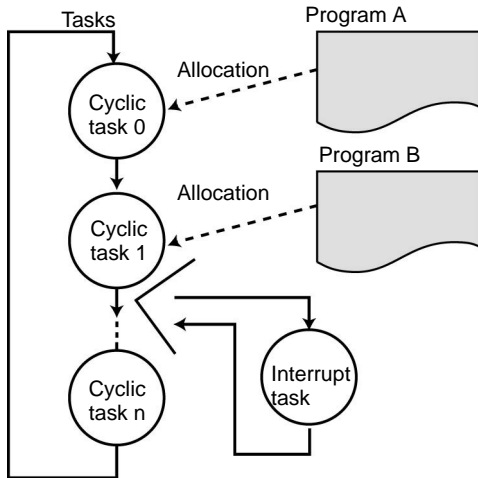 Tasks
Program A
Allocation
Cyclic
task 0
Program B
Allocation
Cyclic
task 1
Interrupt
task
Cyclic
task n